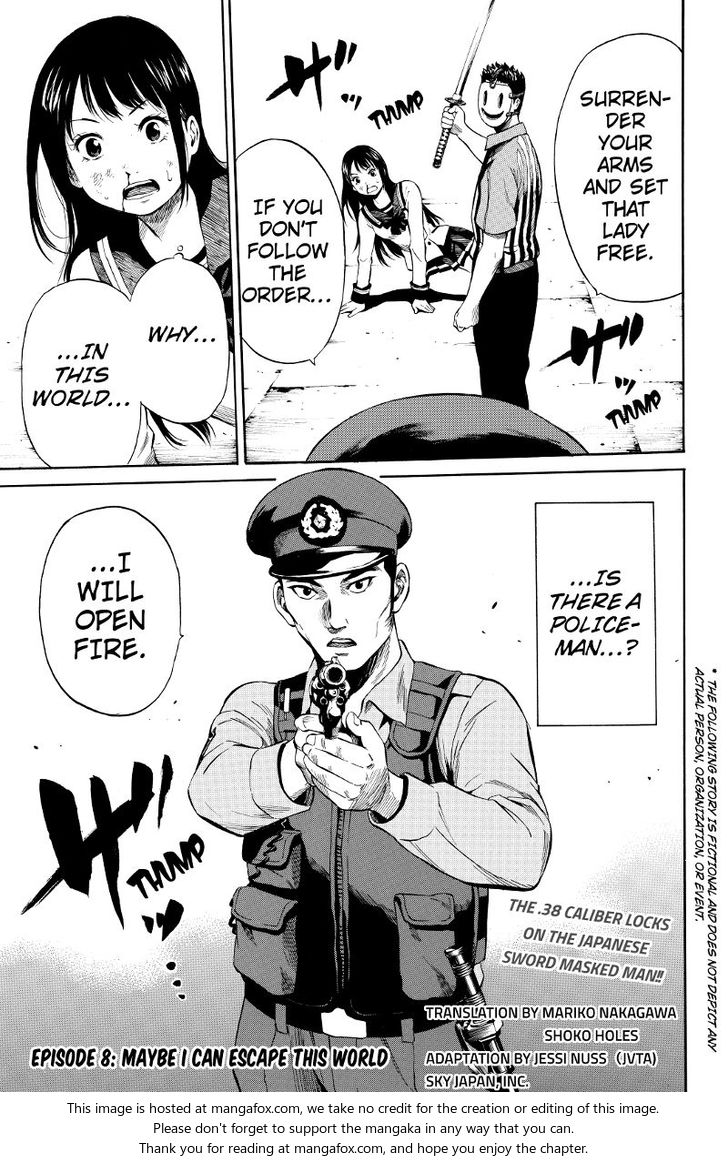 SURREN-
DER
YOUR
ARMS
AND SET
THAT
LADY
FREE.
ザッ
THUMP
ザッ
THUMP
IF YOU
DON'T
FOLLOW
THE
ORDER...
WHY...
...IN
THIS
WORLD...
...IS
THERE A
POLICE-
MAN...?
...I
WILL
OPEN
FIRE.
ザッ
THUMP
* THE FOLLOWING STORY IS FICTIONAL AND DOES NOT DEPICT ANY
ACTUAL PERSON, ORGANIZATION, OR EVENT.
THE .38 CALIBER LOCKS
ON THE JAPANESE
SWORD MASKED MAN!!
TRANSLATION BY MARIKO NAKAGAWA
SHOKO HOLES
ADAPTATION BY JESSI NUSS (JVTA)
SKY JAPAN, INC.
EPISODE 8: MAYBE I CAN ESCAPE THIS WORLD
This image is hosted at mangafox.com, we take no credit for the creation or editing of this image.
Please don't forget to support the mangaka in any way that you can.
Thank you for reading at mangafox.com, and hope you enjoy the chapter.